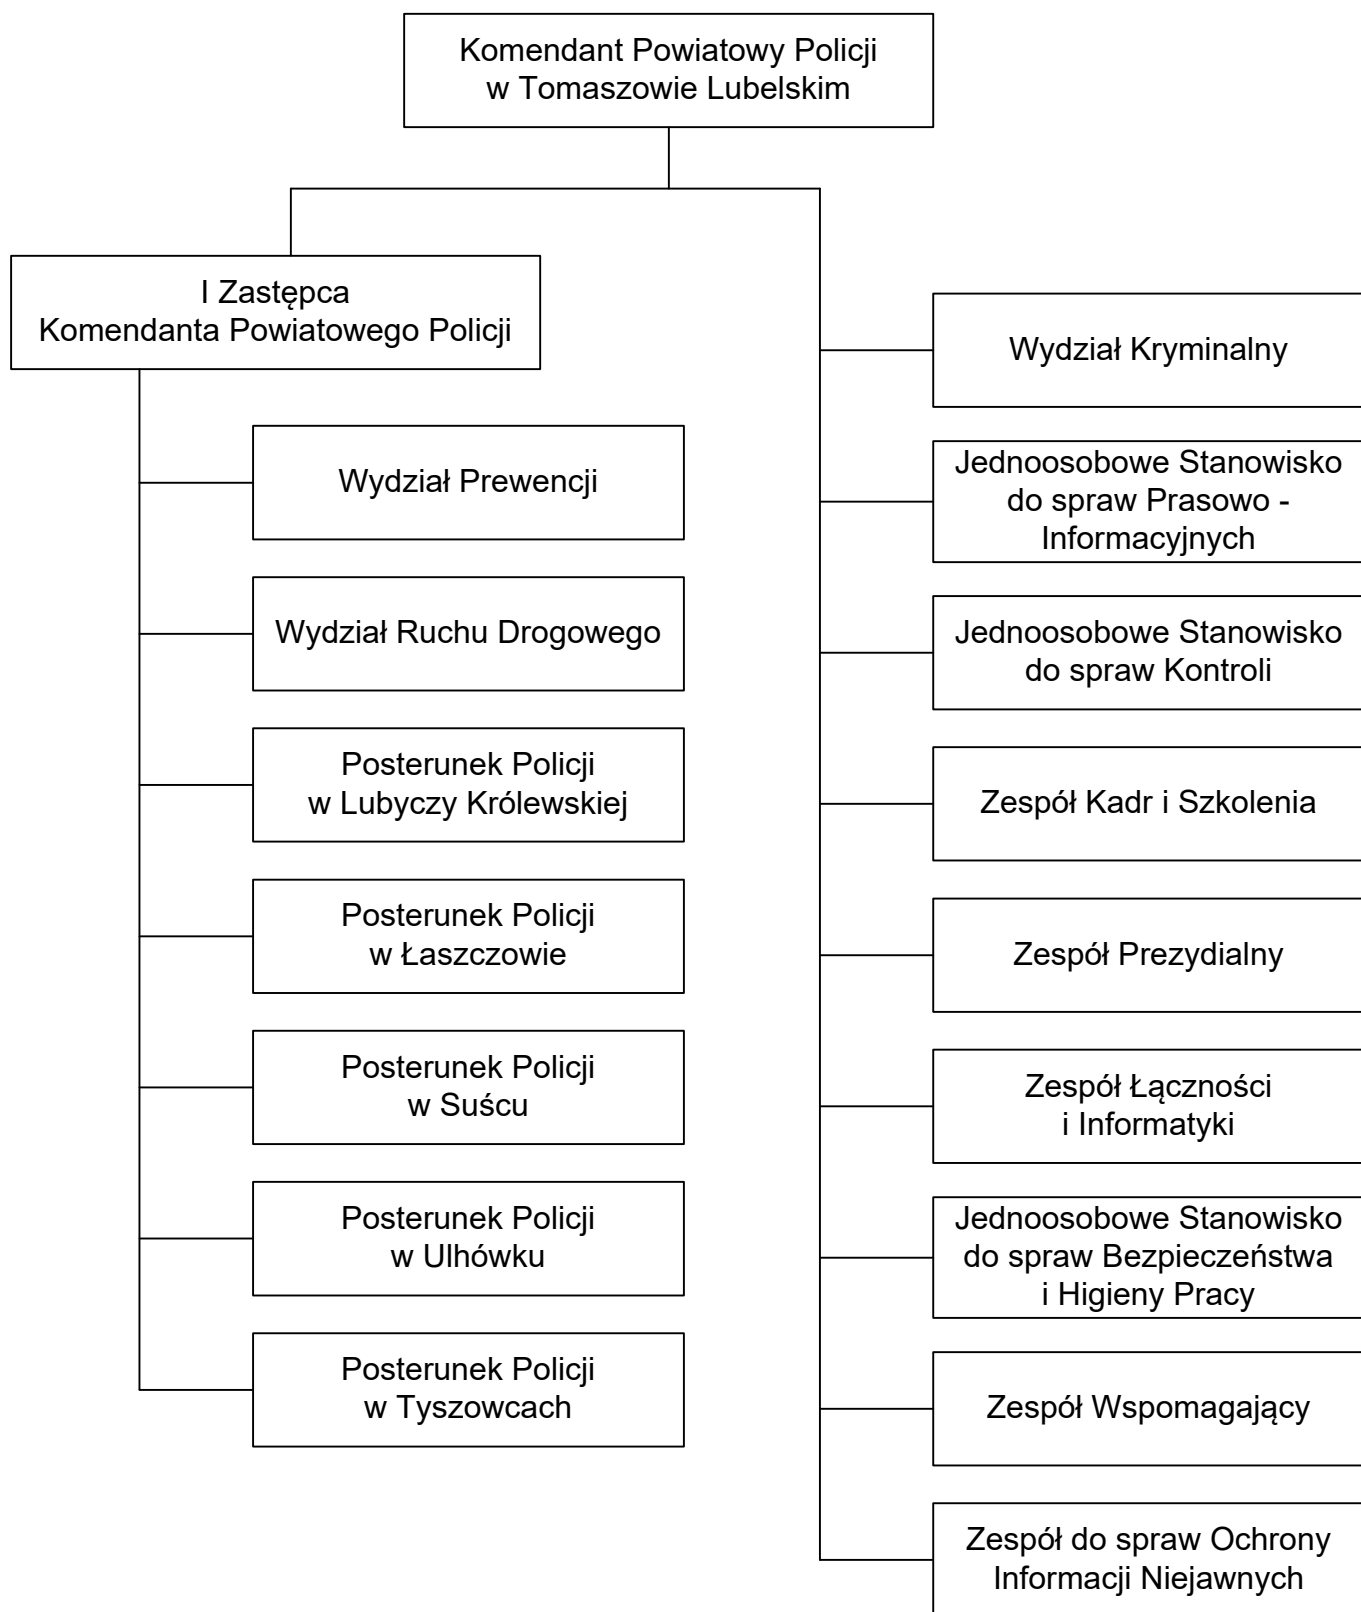 Komendant Powiatowy Policji
w Tomaszowie Lubelskim
I Zastępca
Komendanta Powiatowego Policji
Wydział Prewencji
Wydział Ruchu Drogowego
Posterunek Policji
w Lubyczy Królewskiej
Posterunek Policji
w Łaszczowie
Posterunek Policji
w Suścu
Posterunek Policji
w Ulhówku
Posterunek Policji
w Tyszowcach
Wydział Kryminalny
Jednoosobowe Stanowisko
do spraw Prasowo -
Informacyjnych
Jednoosobowe Stanowisko
do spraw Kontroli
Zespół Kadr i Szkolenia
Zespół Prezydialny
Zespół Łączności
i Informatyki
Jednoosobowe Stanowisko
do spraw Bezpieczeństwa
i Higieny Pracy
Zespół Wspomagający
Zespół do spraw Ochrony
Informacji Niejawnych